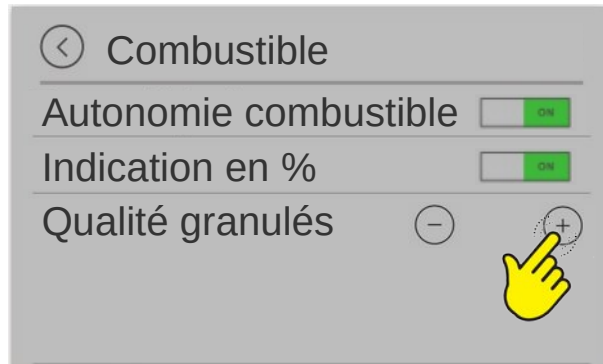 Combustible
Autonomie combustible ON
Indication en % ON
Qualité granulés − +